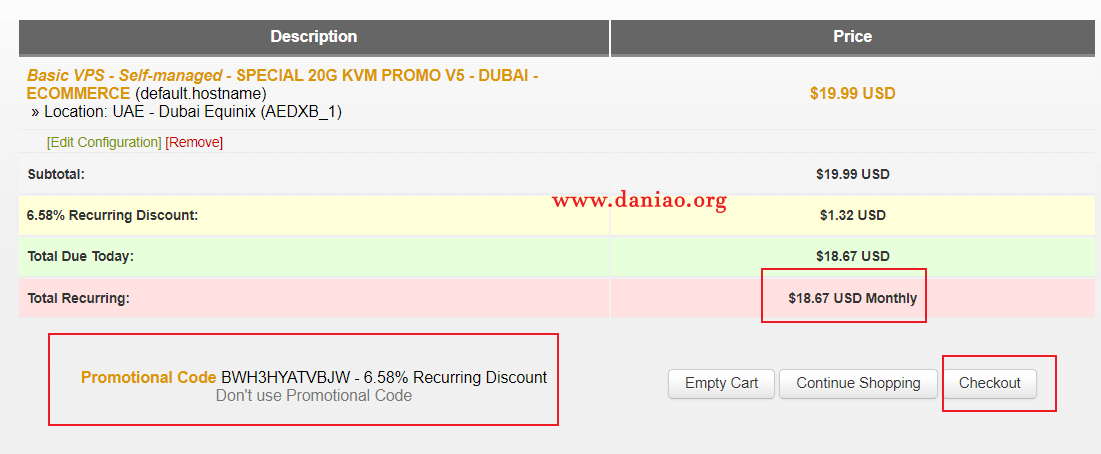 Description Price
Basic VPS - Self-managed - SPECIAL 20G KVM PROMO V5 - DUBAI -
ECOMMERCE (default.hostname)
$19.99 USD
» Location: UAE - Dubai Equinix (AEDXB_1)
[Edit Configuration] [Remove]
Subtotal: $19.99 USD
www.daniao.org
6.58% Recurring Discount: $1.32 USD
Total Due Today: $18.67 USD
Total Recurring: $18.67 USD Monthly
Promotional Code BWH3HYATVBJW - 6.58% Recurring Discount
Don't use Promotional Code
Empty Cart Continue Shopping Checkout